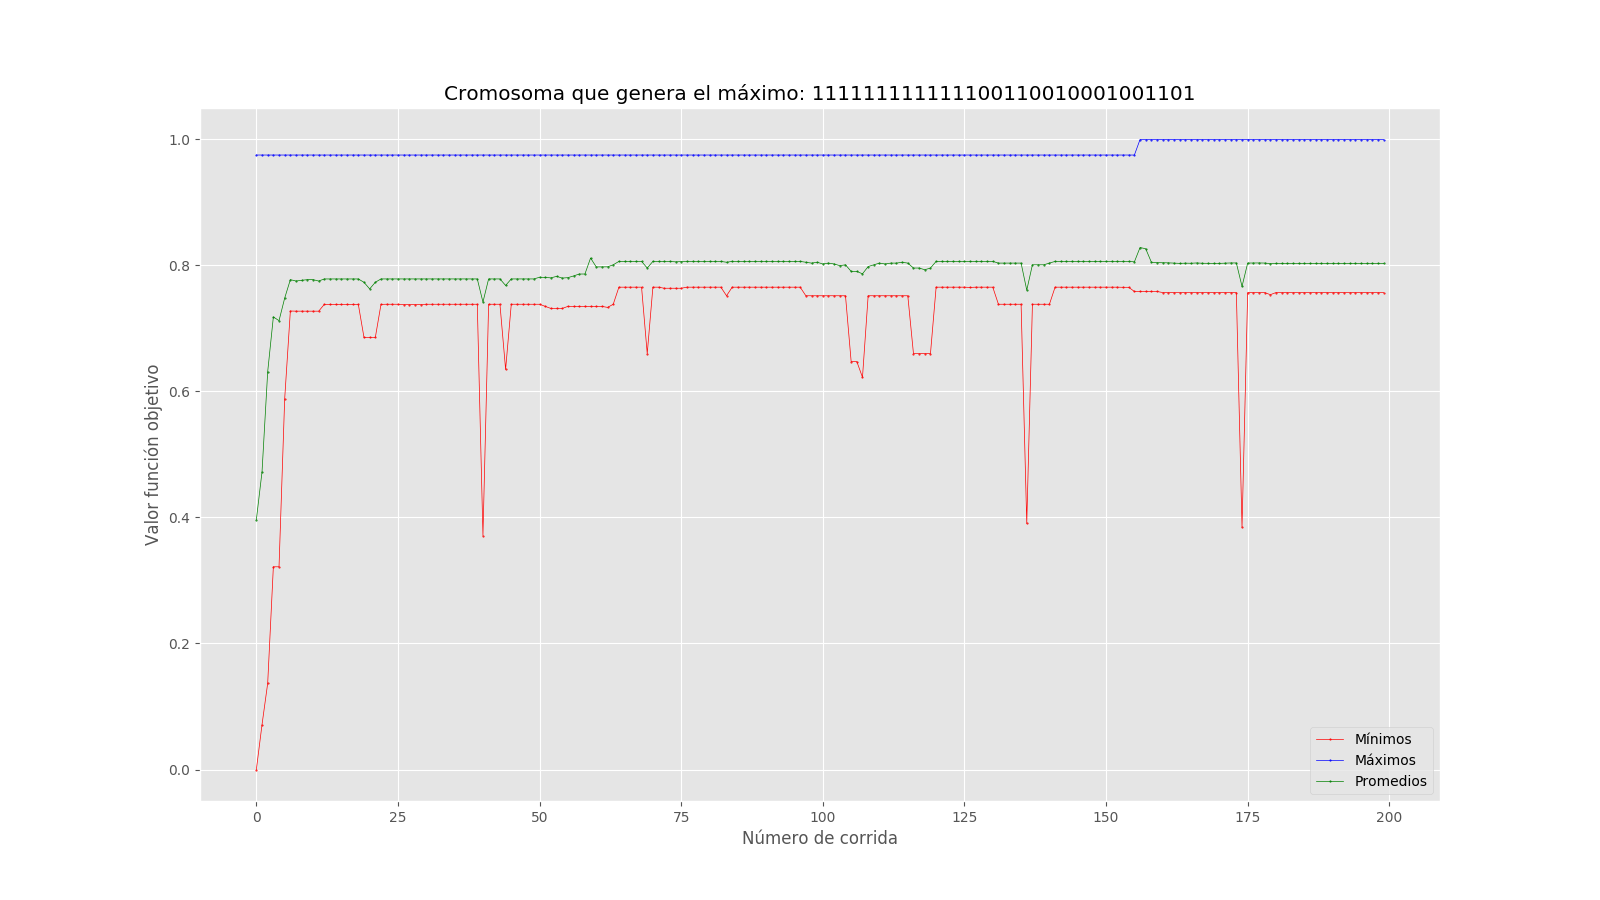 Cromosoma que genera el máximo: 111111111111100110010001001101
1.0
0.8
0.6
0.4
0.2
0.0
Valor función objetivo
Mínimos
Máximos
Promedios
0 25 50 75 100 125 150 175 200
Número de corrida